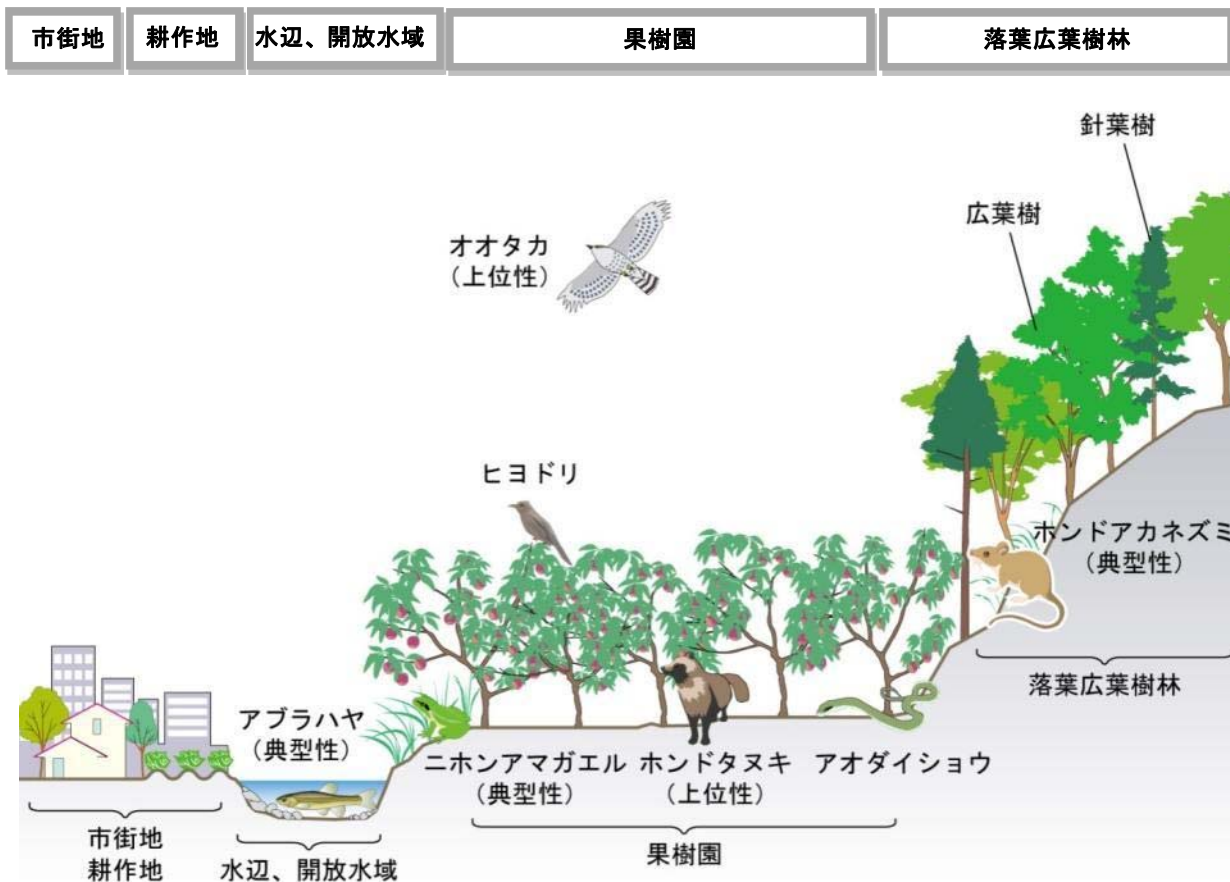 市街地
耕作地
水辺、開放水域
果樹園
落葉広葉樹林
針葉樹
広葉樹
オオタカ
(上位性)
ヒヨドリ
ホンドアカネズミ
(典型性)
落葉広葉樹林
アブラハヤ
(典型性)
ニホンアマガエル
(典型性)
ホンドタヌキ
(上位性)
アオダイショウ
市街地
耕作地
水辺、開放水域
果樹園